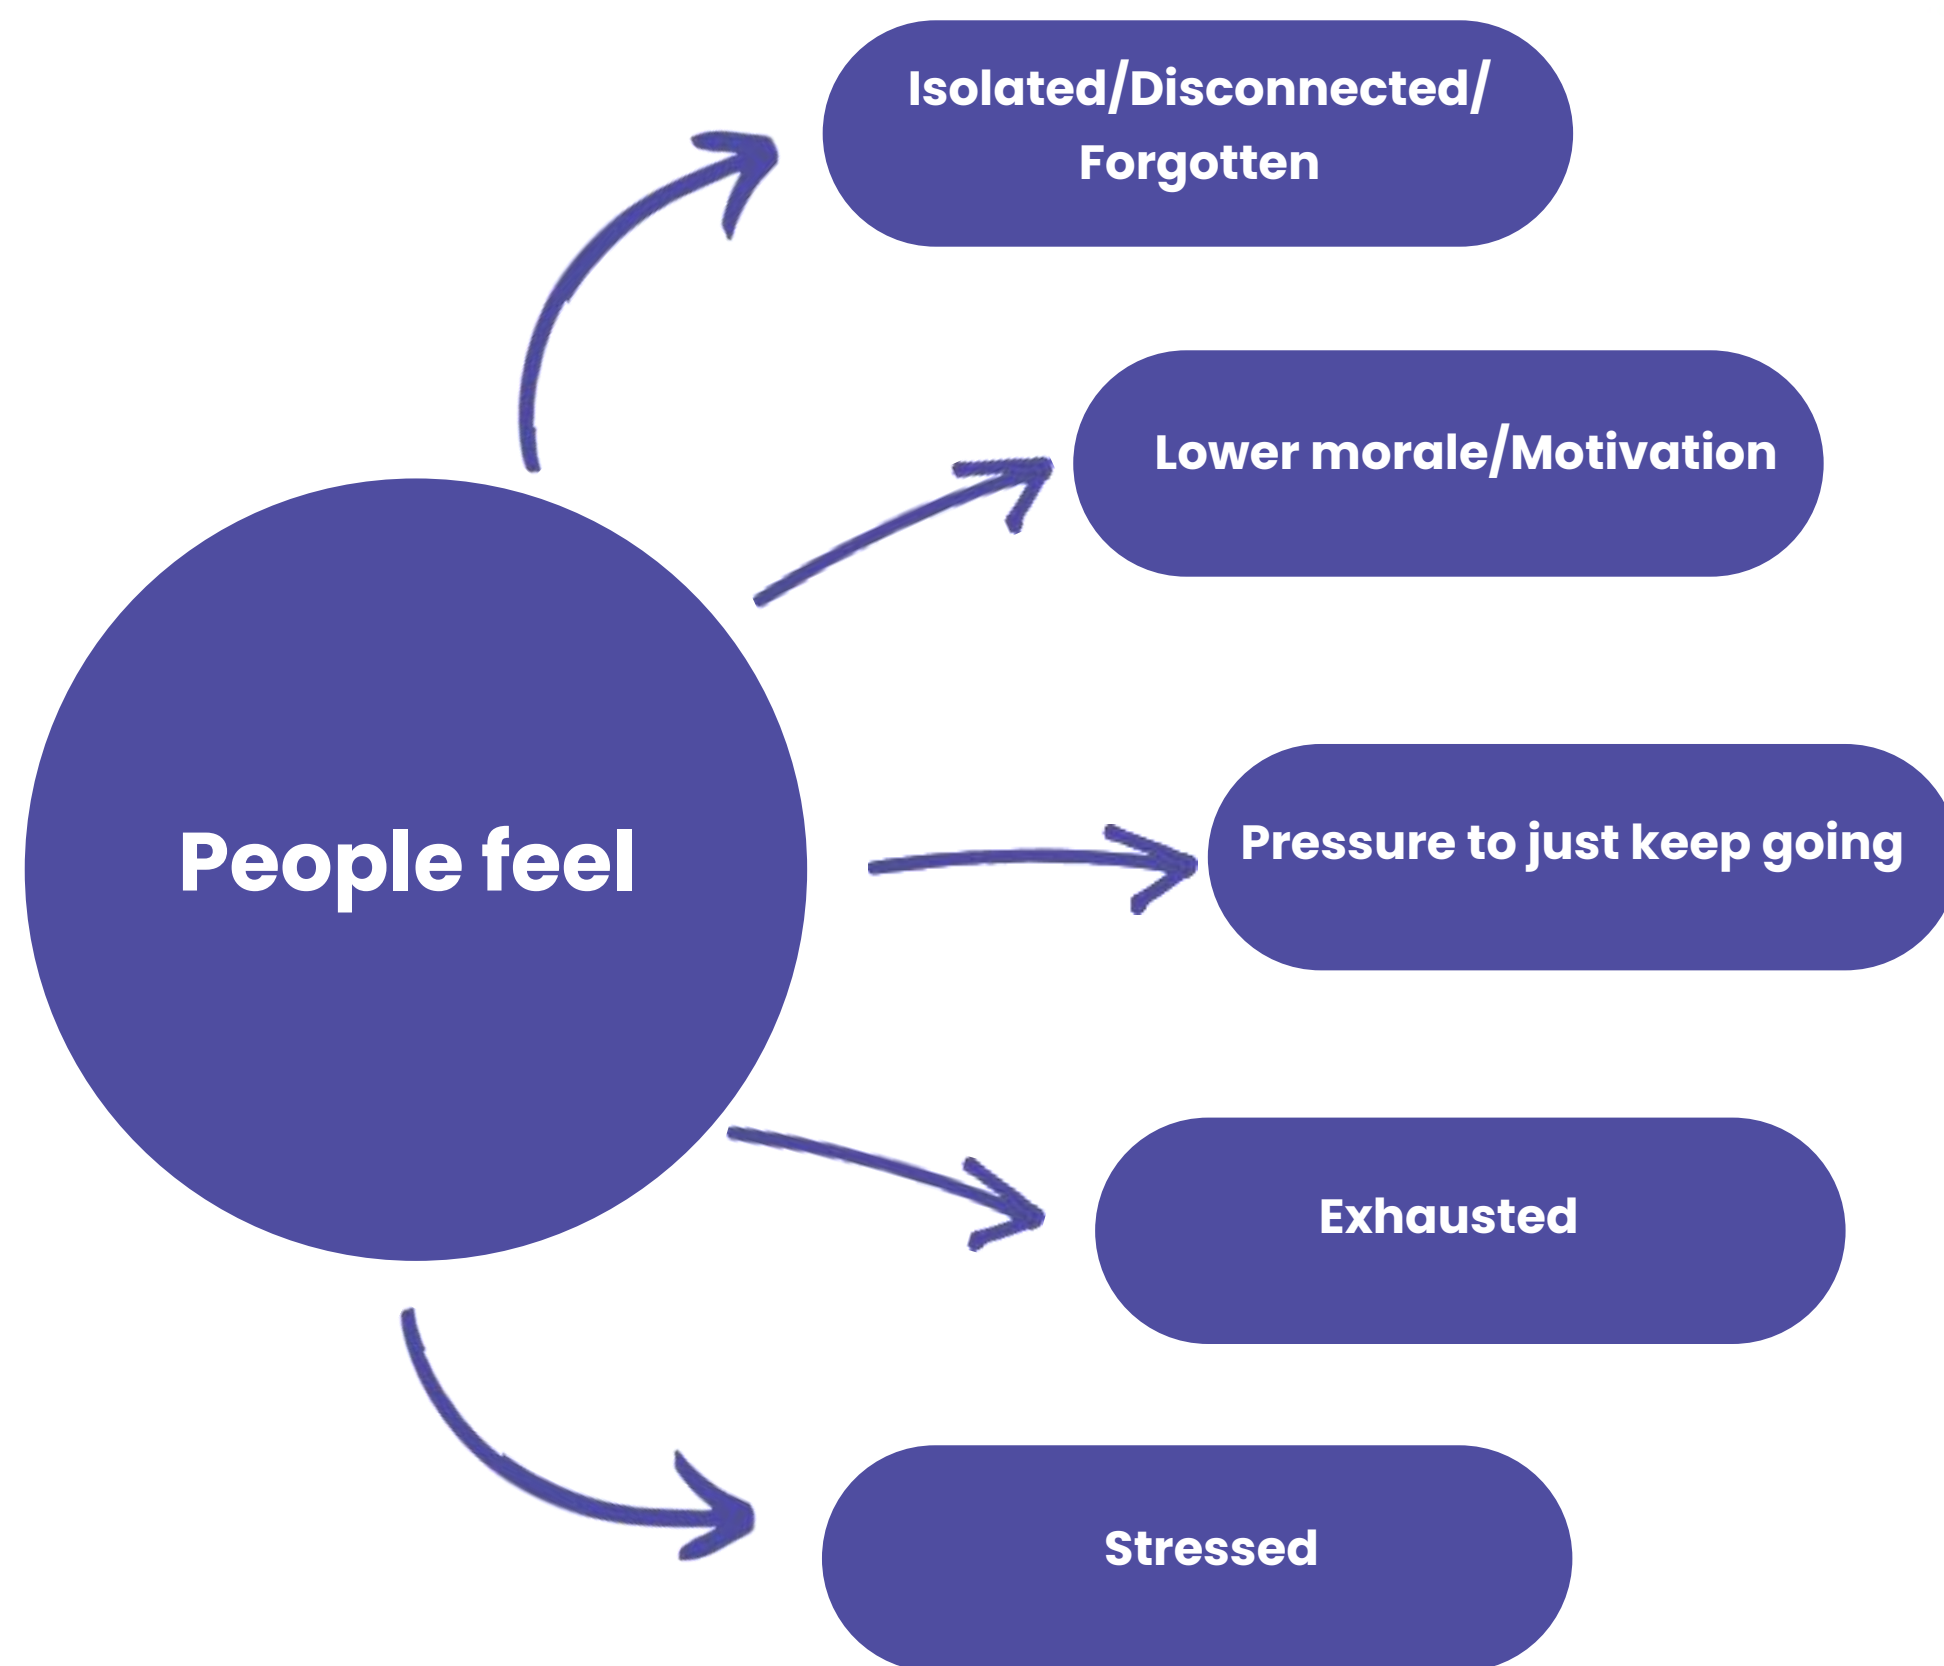 Isolated/Disconnected/
Forgotten
Lower morale/Motivation
People feel
Pressure to just keep going
Exhausted
Stressed